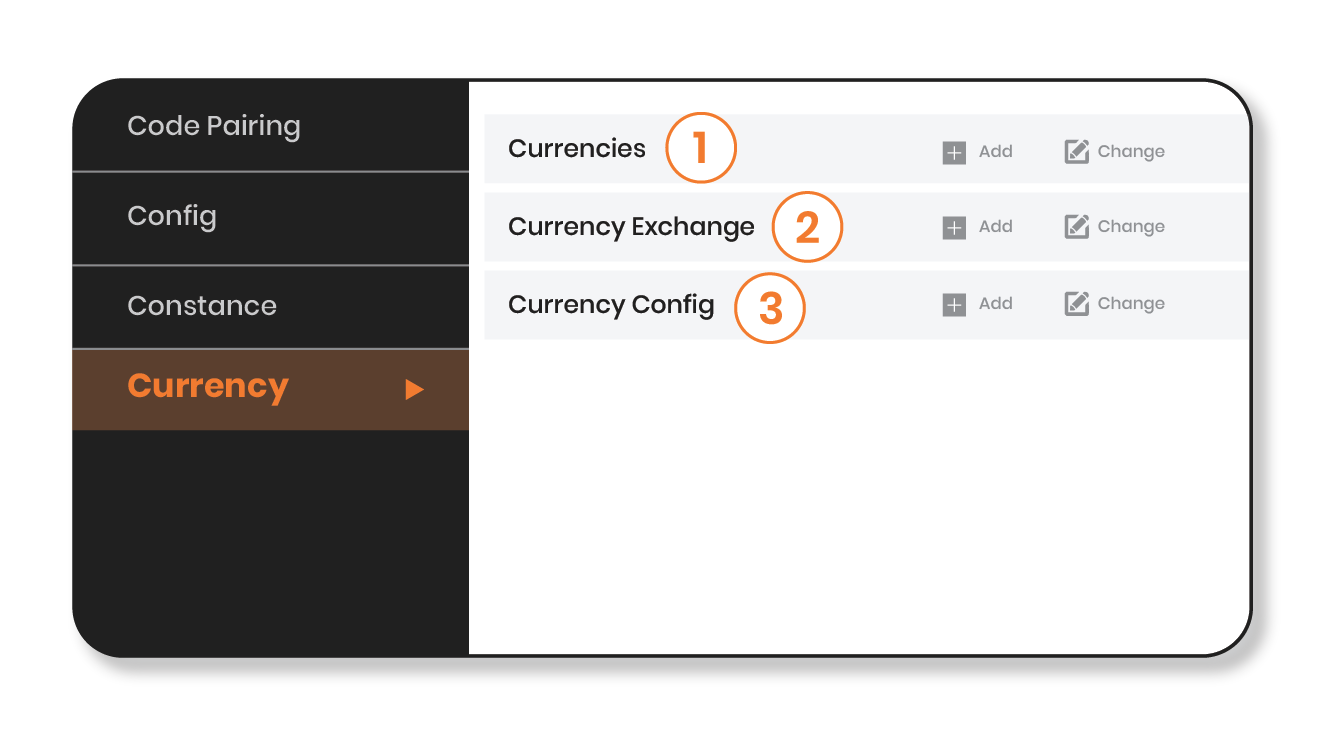 Code Pairing
Config
Constance
Currency
Currencies 1 Add Change
Currency Exchange 2 Add Change
Currency Config 3 Add Change